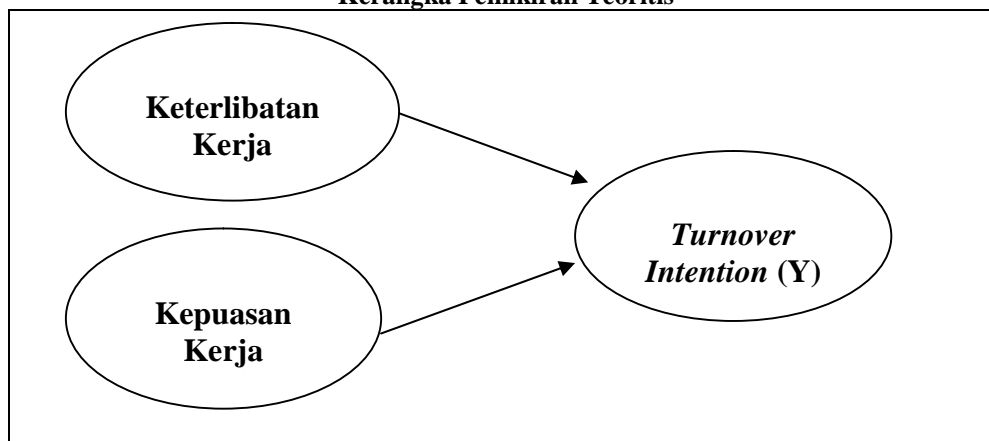 Kerangka Pemikiran Teoritis
Keterlibatan
Kerja
Turnover
Intention (Y)
Kepuasan
Kerja